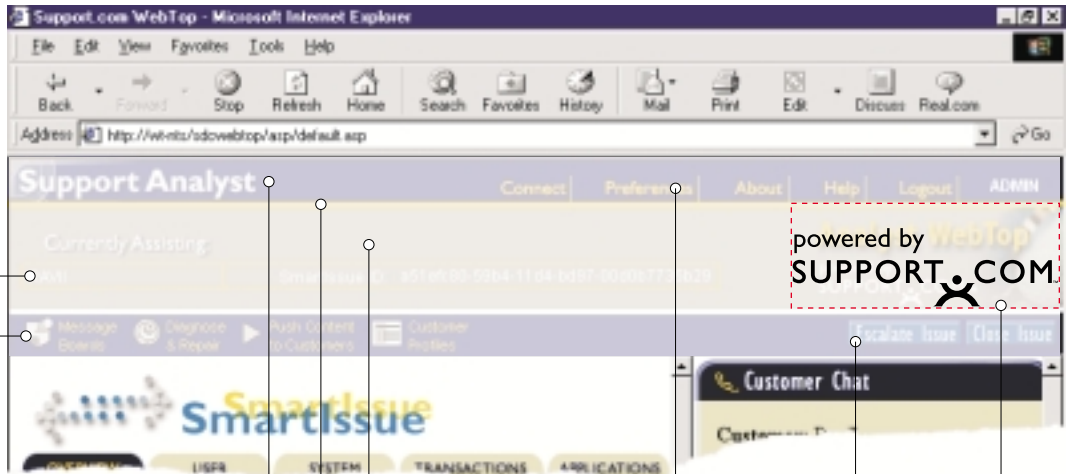 Support.com WebTop - Microsoft Internet Explorer
File Edit View Favorites Tools Help
Back Forward Stop Refresh Home Search Favorites History Mail Print Edit Discuss Real.com
Address http://wt-nts/sdcwebtop/asp/default.asp Go
Support Analyst Connect Preferences About Help Logout ADMIN
WebTop
Currently Assisting:
powered by
SUPPORT.COM
SmartIssue ID:
Message Boards
Diagnose & Repair
Push Content to Customers
Customer Profiles
Escalate Issue Close Issue
SmartIssue
Customer Chat
OVERVIEW USER SYSTEM TRANSACTIONS APPLICATIONS